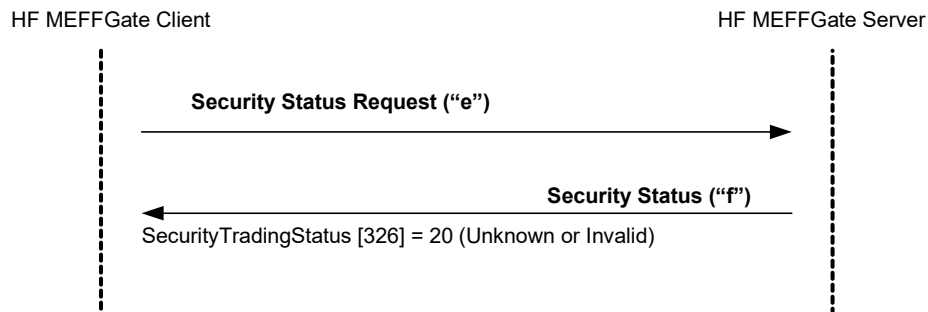 HF MEFFGate Client
HF MEFFGate Server
Security Status Request (“e”)
Security Status (“f”)
SecurityTradingStatus [326] = 20 (Unknown or Invalid)